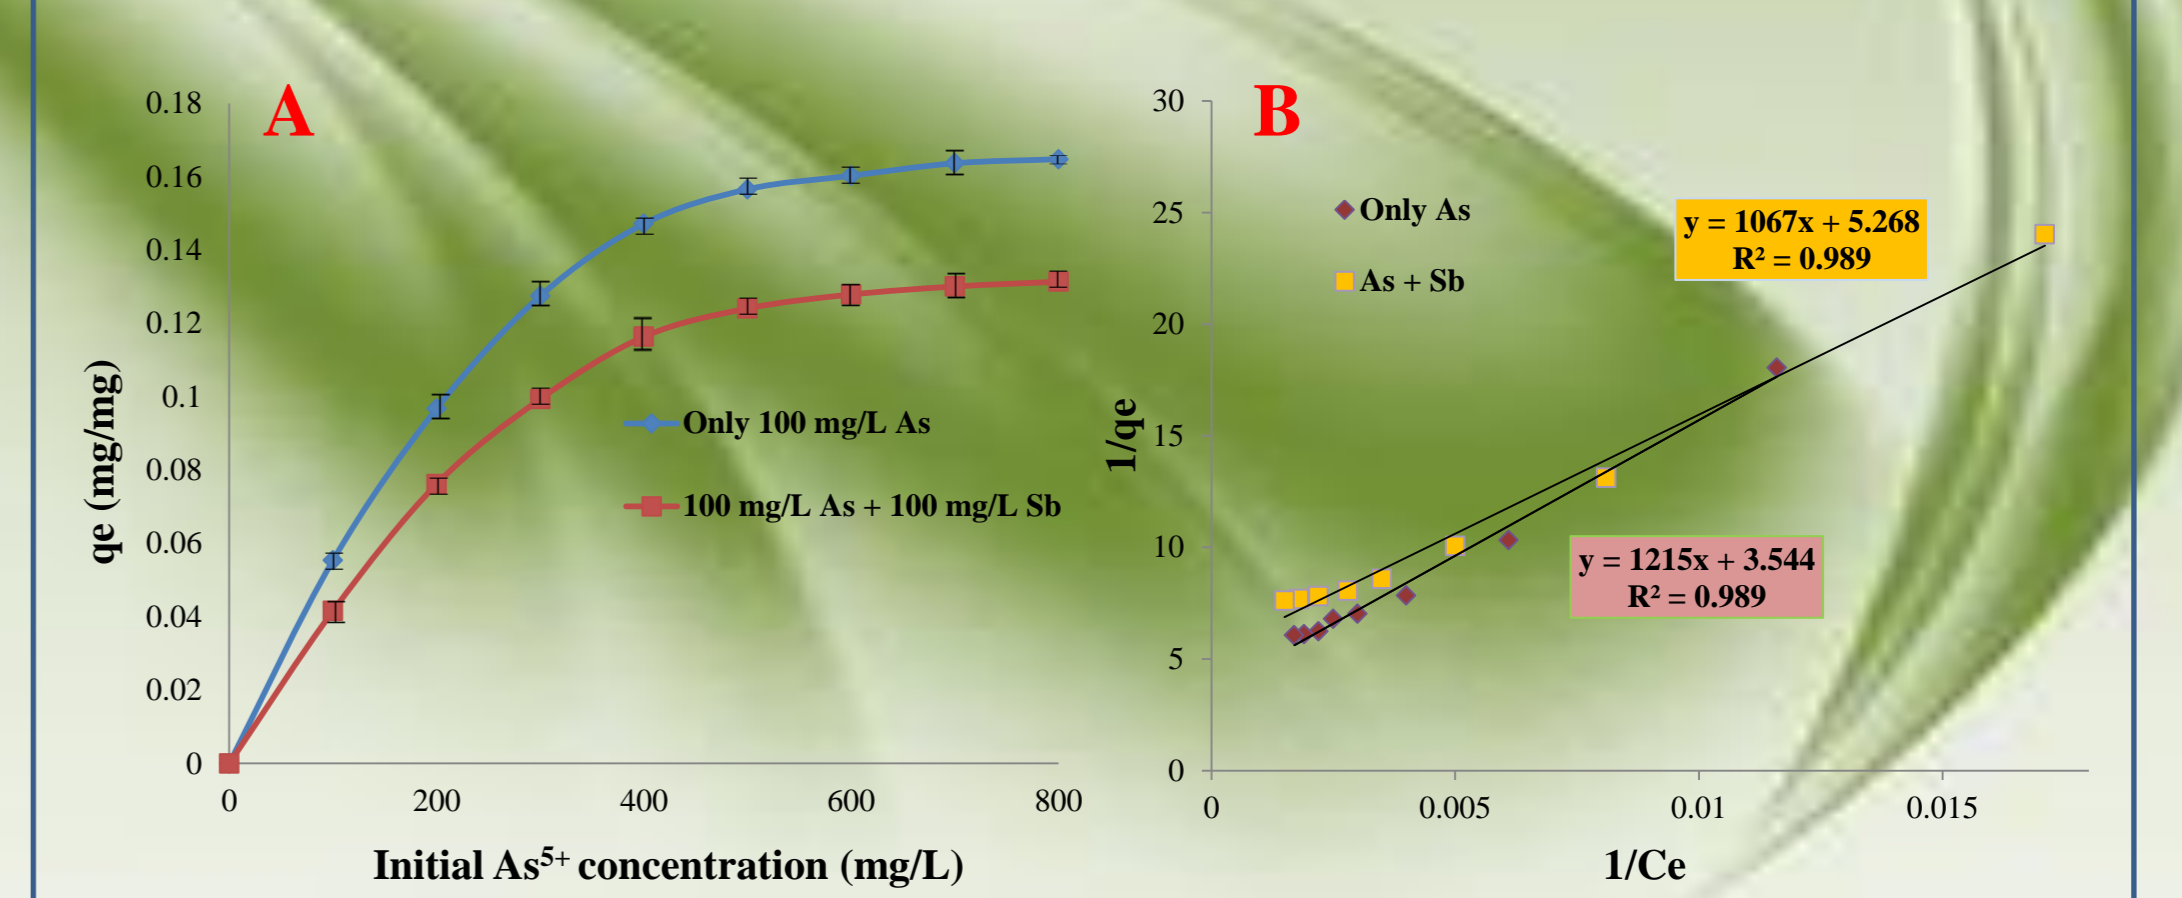 A
0.18
0.16
0.14
0.12
0.1
0.08
0.06
0.04
0.02
0
qe (mg/mg)
Only 100 mg/L As
100 mg/L As + 100 mg/L Sb
0 200 400 600 800
Initial As⁵⁺ concentration (mg/L)
B
30
25
20
15
10
5
0
1/qe
Only As
As + Sb
y = 1067x + 5.268
R² = 0.989
y = 1215x + 3.544
R² = 0.989
0 0.005 0.01 0.015
1/Ce